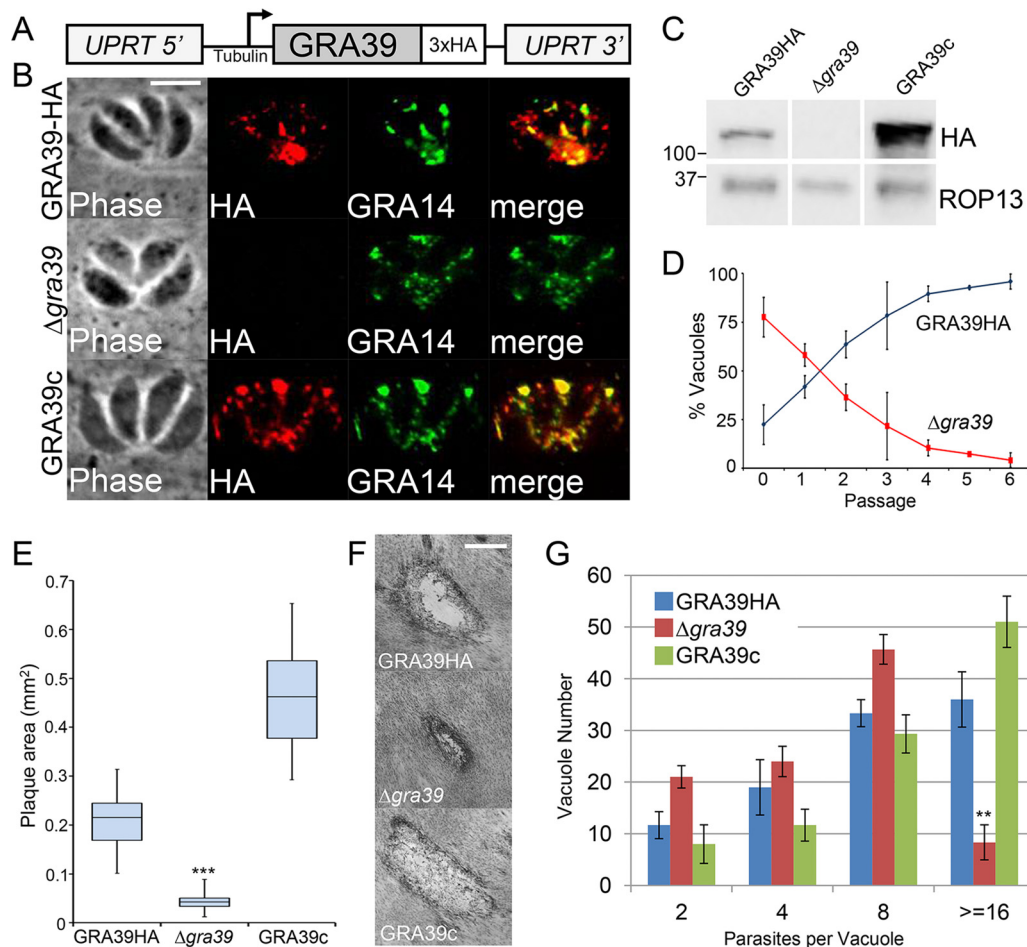 A
UPRT 5’
Tubulin
GRA39
3xHA
UPRT 3’
B
GRA39-HA
Phase
HA
GRA14
merge
Δgra39
Phase
HA
GRA14
merge
GRA39c
Phase
HA
GRA14
merge
C
GRA39HA
Δgra39
GRA39c
100
HA
37
ROP13
D
% Vacuoles
100
75
50
25
0
GRA39HA
Δgra39
0 1 2 3 4 5 6
Passage
E
Plaque area (mm²)
0.7
0.6
0.5
0.4
0.3
0.2
0.1
0
***
GRA39HA Δgra39 GRA39c
F
GRA39HA
Δgra39
GRA39c
G
Vacuole Number
60
50
40
30
20
10
0
GRA39HA
Δgra39
GRA39c
**
2 4 8 >=16
Parasites per Vacuole